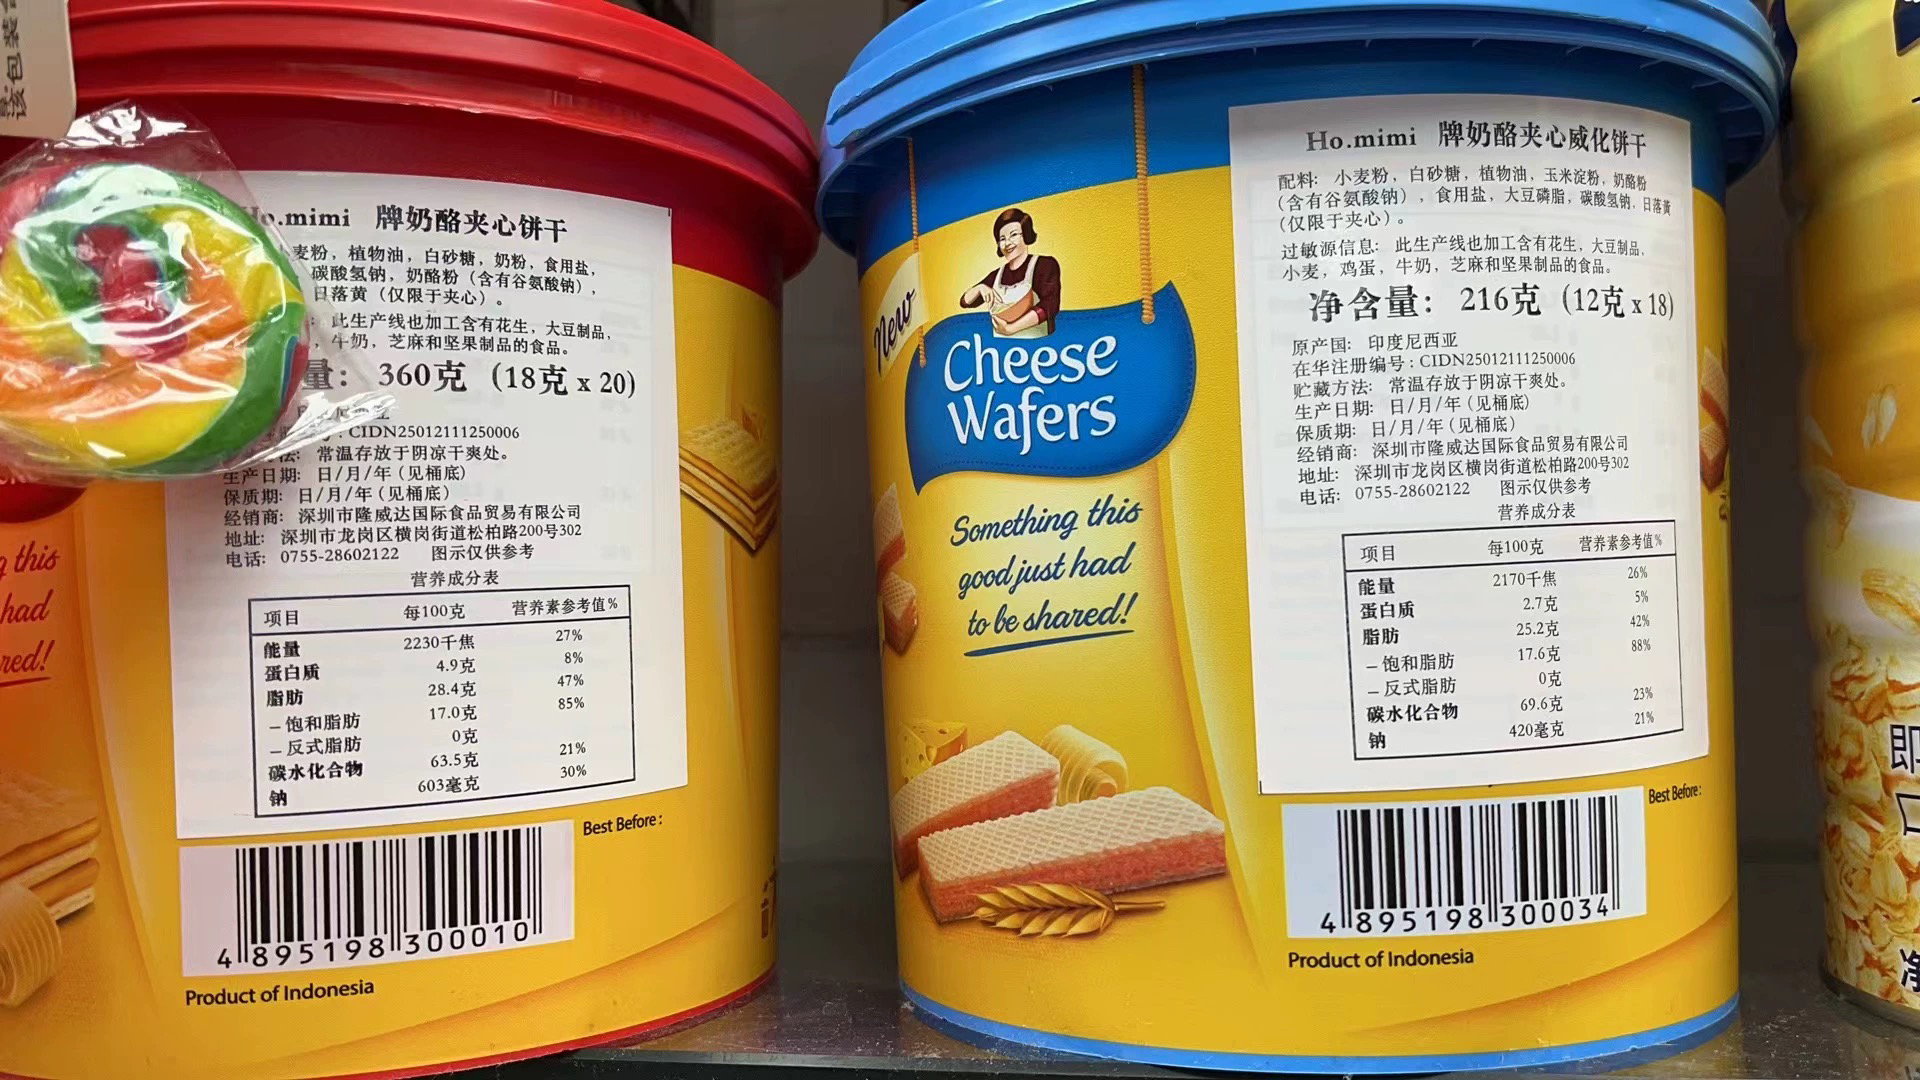 该包装
Ho.mimi 牌奶酪夹心饼干
麦粉，植物油，白砂糖，奶粉，食用盐，
碳酸氢钠，奶酪粉（含有谷氨酸钠），
日落黄（仅限于夹心）。
：此生产线也加工含有花生，大豆制品，
，牛奶，芝麻和坚果制品的食品。
量： 360克 （18克 x 20）
: CIDN25012111250006
法： 常温存放于阴凉干爽处。
生产日期： 日/月/年（见桶底）
保质期： 日/月/年（见桶底）
经销商： 深圳市隆威达国际食品贸易有限公司
地址： 深圳市龙岗区横岗街道松柏路200号302
电话： 0755-28602122 图示仅供参考
营养成分表
项目 每100克 营养素参考值%
能量 2230千焦 27%
蛋白质 4.9克 8%
脂肪 28.4克 47%
–饱和脂肪 17.0克 85%
–反式脂肪 0克
碳水化合物 63.5克 21%
钠 603毫克 30%
Best Before :
4 895198 300010
Product of Indonesia
this
had
red!
New
Cheese
Wafers
Something this
good just had
to be shared!
Ho.mimi 牌奶酪夹心威化饼干
配料： 小麦粉，白砂糖，植物油，玉米淀粉，奶酪粉
（含有谷氨酸钠），食用盐，大豆磷脂，碳酸氢钠，日落黄
（仅限于夹心）。
过敏源信息： 此生产线也加工含有花生，大豆制品，
小麦，鸡蛋，牛奶，芝麻和坚果制品的食品。
净含量： 216克 （12克 x 18）
原产国： 印度尼西亚
在华注册编号：CIDN25012111250006
贮藏方法： 常温存放于阴凉干爽处。
生产日期： 日/月/年（见桶底）
保质期： 日/月/年（见桶底）
经销商： 深圳市隆威达国际食品贸易有限公司
地址： 深圳市龙岗区横岗街道松柏路200号302
电话： 0755-28602122 图示仅供参考
营养成分表
项目 每100克 营养素参考值%
能量 2170千焦 26%
蛋白质 2.7克 5%
脂肪 25.2克 42%
–饱和脂肪 17.6克 88%
–反式脂肪 0克
碳水化合物 69.6克 23%
钠 420毫克 21%
Best Before :
4 895198 300034
Product of Indonesia
即
净